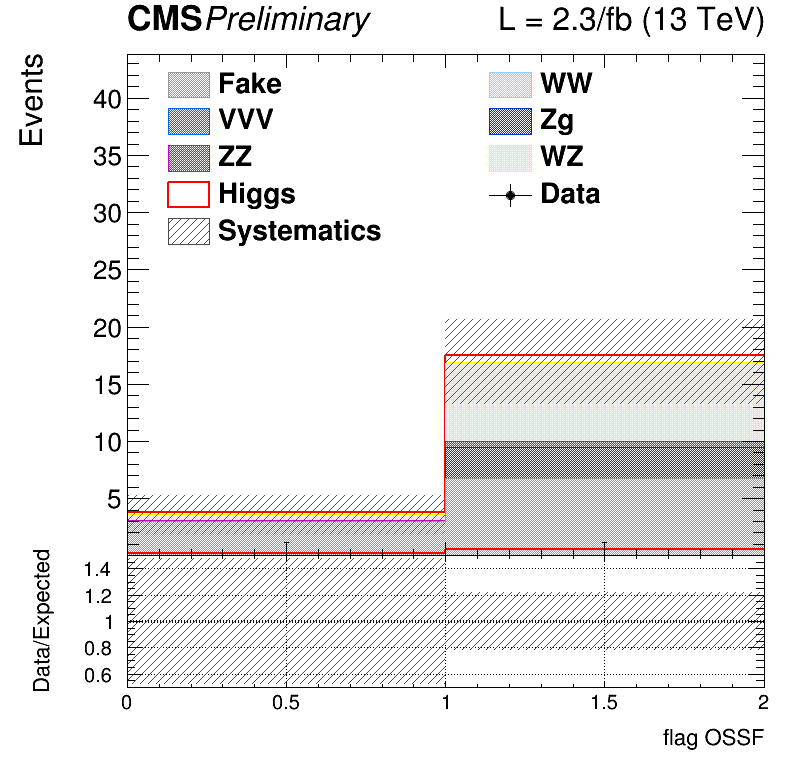 CMSPreliminary L = 2.3/fb (13 TeV)
Events
40
35
30
25
20
15
10
5
Fake WW
VVV Zg
ZZ WZ
Higgs Data
Systematics
Data/Expected
1.4
1.2
1
0.8
0.6
0 0.5 1 1.5 2
flag OSSF